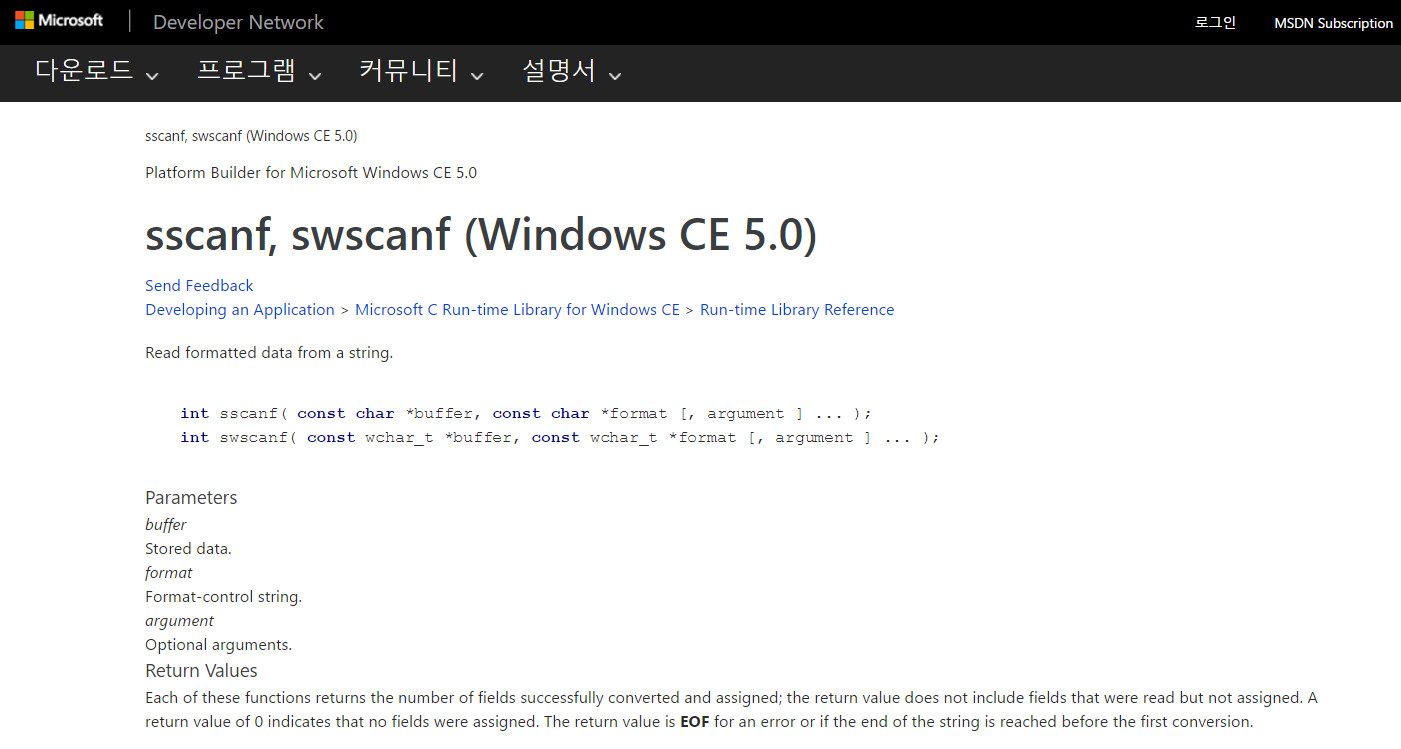 Microsoft Developer Network 로그인 MSDN Subscription
다운로드 프로그램 커뮤니티 설명서
sscanf, swscanf (Windows CE 5.0)
Platform Builder for Microsoft Windows CE 5.0
sscanf, swscanf (Windows CE 5.0)
Send Feedback
Developing an Application > Microsoft C Run-time Library for Windows CE > Run-time Library Reference
Read formatted data from a string.
int sscanf( const char *buffer, const char *format [, argument ] ... );
int swscanf( const wchar_t *buffer, const wchar_t *format [, argument ] ... );
Parameters
buffer
Stored data.
format
Format-control string.
argument
Optional arguments.
Return Values
Each of these functions returns the number of fields successfully converted and assigned; the return value does not include fields that were read but not assigned. A
return value of 0 indicates that no fields were assigned. The return value is EOF for an error or if the end of the string is reached before the first conversion.